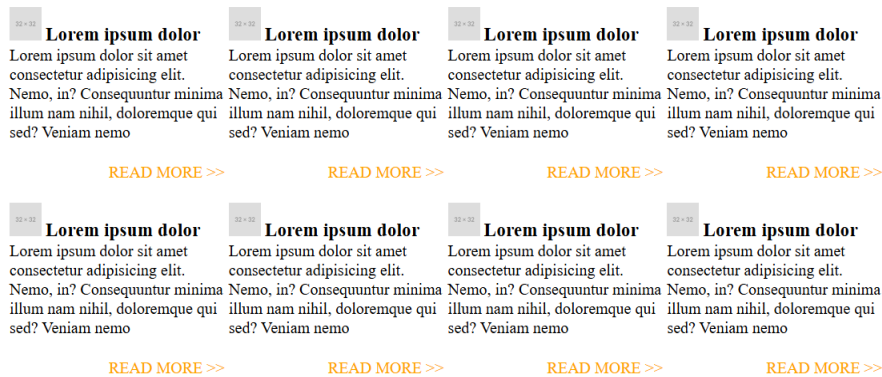 32 × 32 Lorem ipsum dolor
Lorem ipsum dolor sit amet
consectetur adipisicing elit.
Nemo, in? Consequuntur minima
illum nam nihil, doloremque qui
sed? Veniam nemo
READ MORE >>
32 × 32 Lorem ipsum dolor
Lorem ipsum dolor sit amet
consectetur adipisicing elit.
Nemo, in? Consequuntur minima
illum nam nihil, doloremque qui
sed? Veniam nemo
READ MORE >>
32 × 32 Lorem ipsum dolor
Lorem ipsum dolor sit amet
consectetur adipisicing elit.
Nemo, in? Consequuntur minima
illum nam nihil, doloremque qui
sed? Veniam nemo
READ MORE >>
32 × 32 Lorem ipsum dolor
Lorem ipsum dolor sit amet
consectetur adipisicing elit.
Nemo, in? Consequuntur minima
illum nam nihil, doloremque qui
sed? Veniam nemo
READ MORE >>
32 × 32 Lorem ipsum dolor
Lorem ipsum dolor sit amet
consectetur adipisicing elit.
Nemo, in? Consequuntur minima
illum nam nihil, doloremque qui
sed? Veniam nemo
READ MORE >>
32 × 32 Lorem ipsum dolor
Lorem ipsum dolor sit amet
consectetur adipisicing elit.
Nemo, in? Consequuntur minima
illum nam nihil, doloremque qui
sed? Veniam nemo
READ MORE >>
32 × 32 Lorem ipsum dolor
Lorem ipsum dolor sit amet
consectetur adipisicing elit.
Nemo, in? Consequuntur minima
illum nam nihil, doloremque qui
sed? Veniam nemo
READ MORE >>
32 × 32 Lorem ipsum dolor
Lorem ipsum dolor sit amet
consectetur adipisicing elit.
Nemo, in? Consequuntur minima
illum nam nihil, doloremque qui
sed? Veniam nemo
READ MORE >>